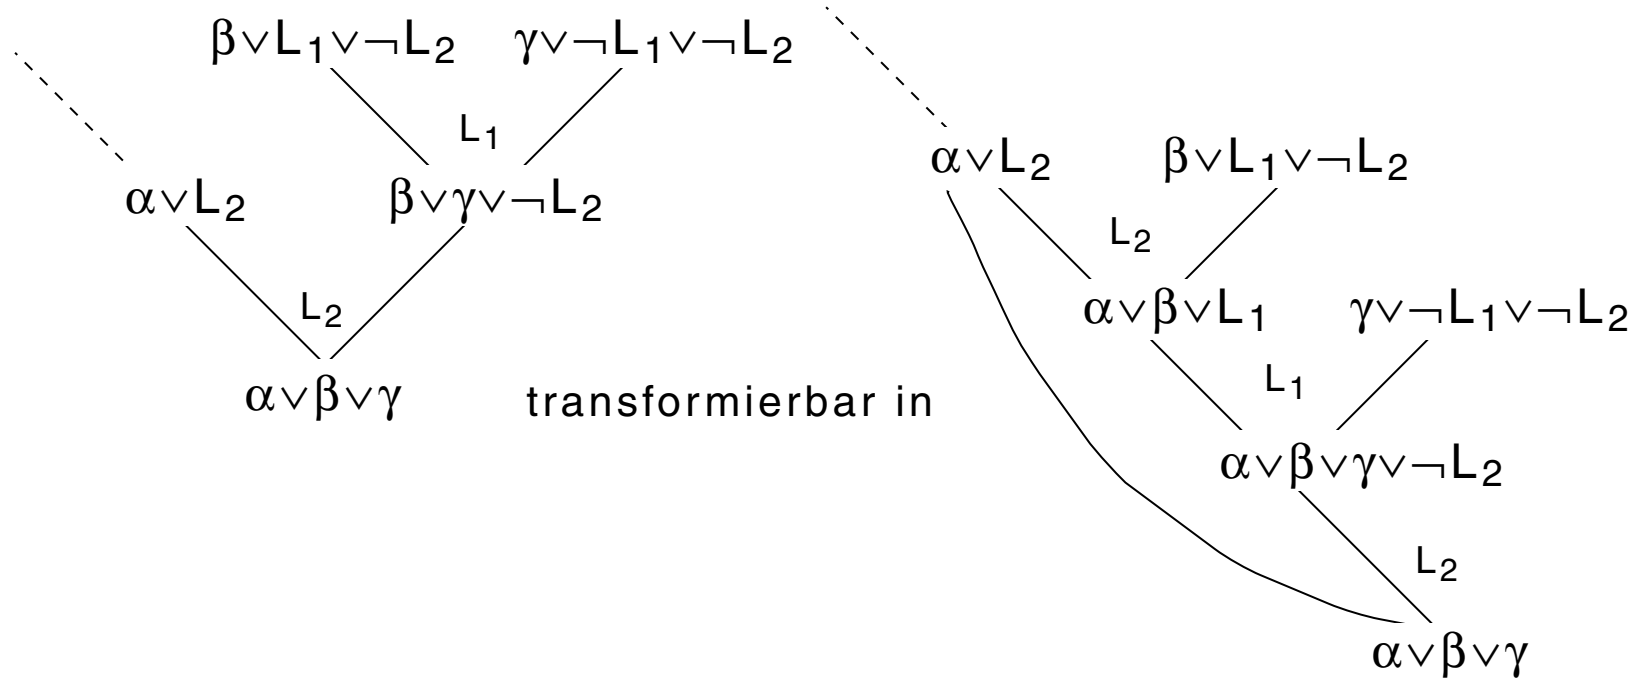 β∨L₁∨¬L₂ γ∨¬L₁∨¬L₂
L₁
α∨L₂ β∨γ∨¬L₂
L₂
α∨β∨γ
transformierbar in
α∨L₂ β∨L₁∨¬L₂
L₂
α∨β∨L₁ γ∨¬L₁∨¬L₂
L₁
α∨β∨γ∨¬L₂
L₂
α∨β∨γ